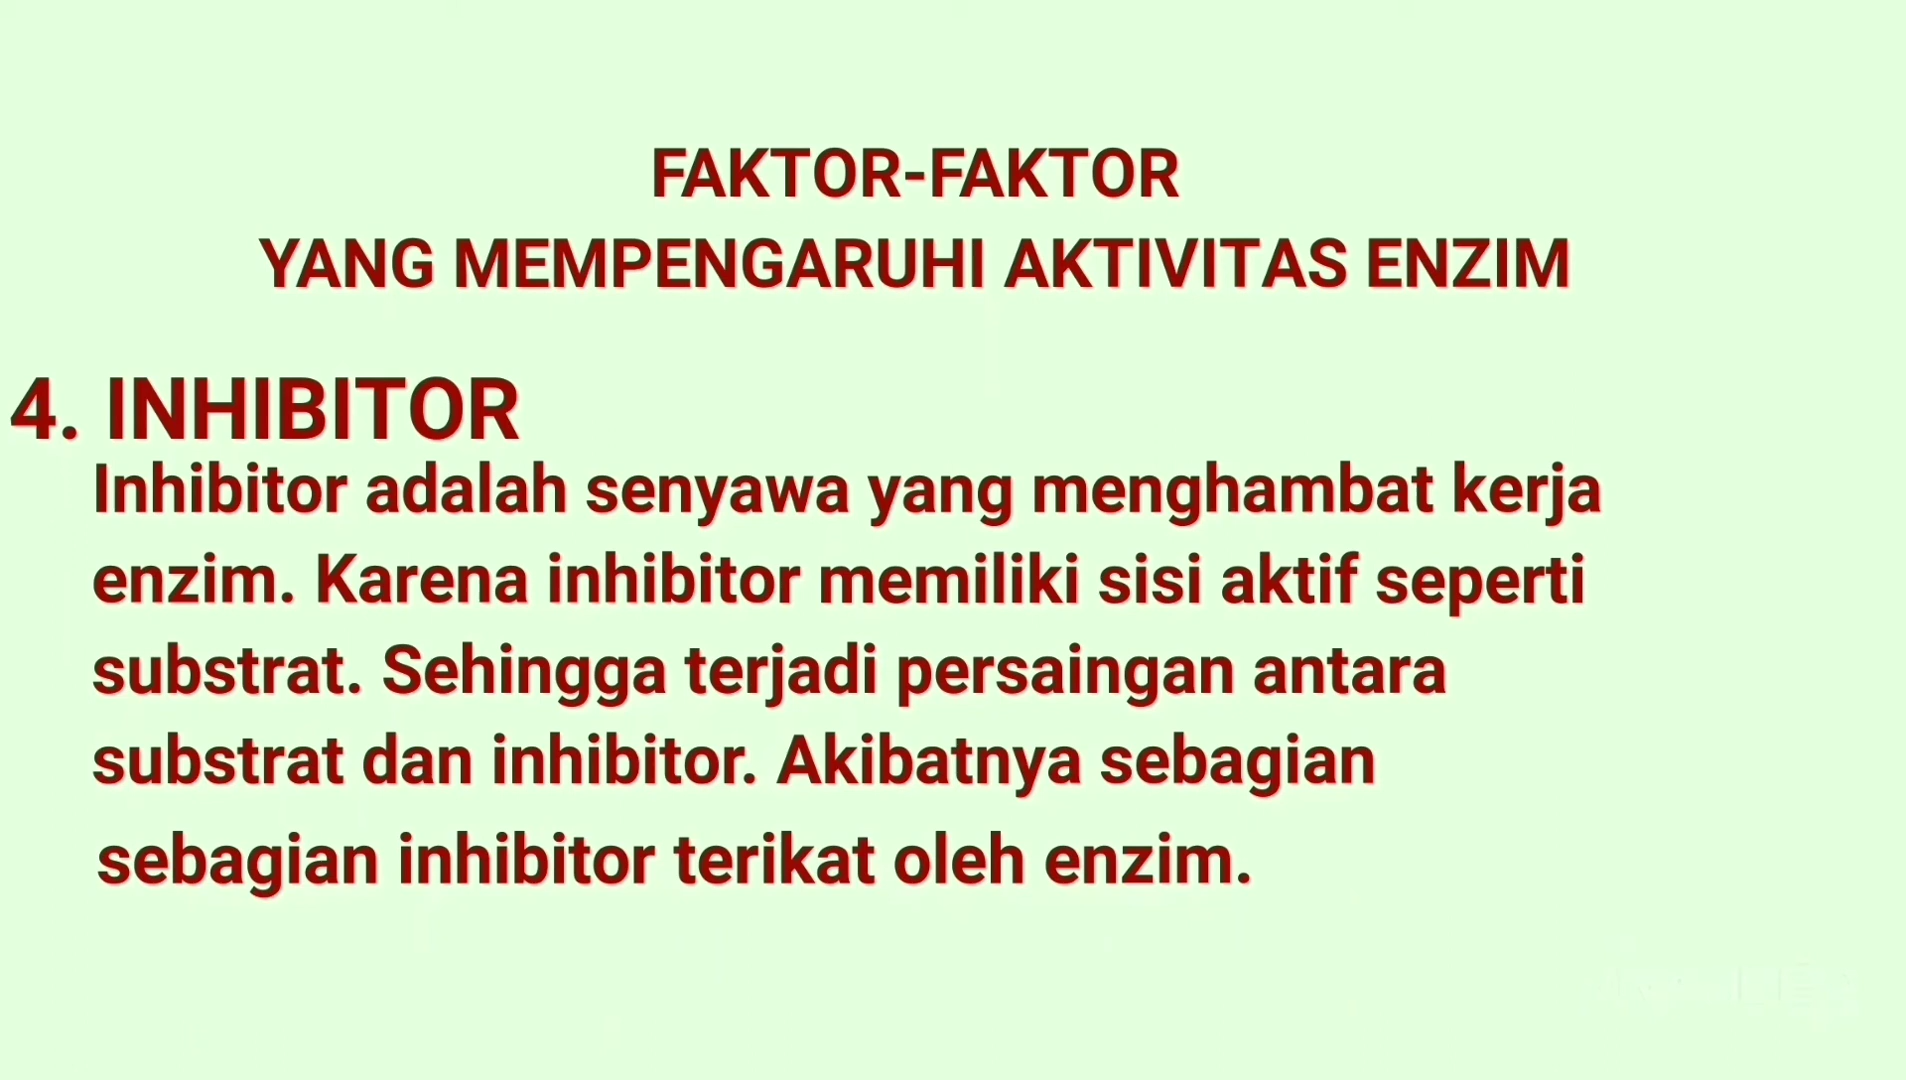 FAKTOR-FAKTOR
YANG MEMPENGARUHI AKTIVITAS ENZIM
4. INHIBITOR
Inhibitor adalah senyawa yang menghambat kerja
enzim. Karena inhibitor memiliki sisi aktif seperti
substrat. Sehingga terjadi persaingan antara
substrat dan inhibitor. Akibatnya sebagian
sebagian inhibitor terikat oleh enzim.